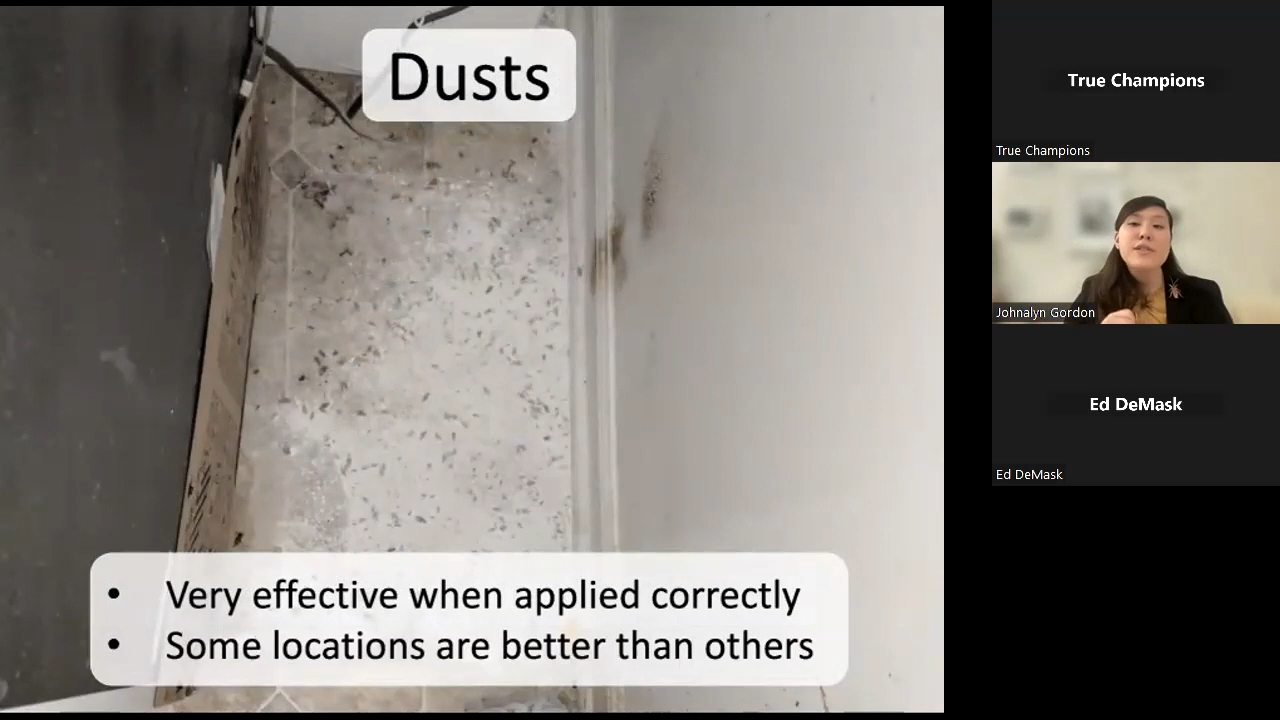 Dusts
• Very effective when applied correctly
• Some locations are better than others
True Champions
True Champions
Johnalyn Gordon
Ed DeMask
Ed DeMask